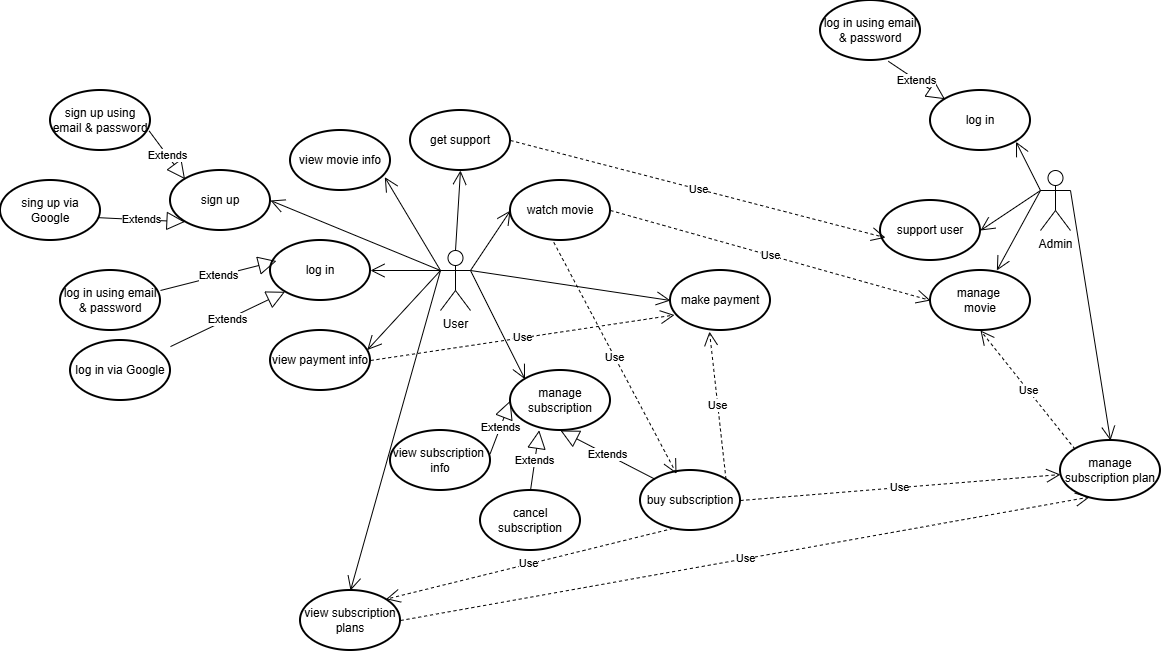 log in using email
& password
Extends
log in
sign up using
email & password
Extends
view movie info
get support
sing up via
Google
Extends
sign up
watch movie
Use
support user
Admin
log in using email
& password
Extends
log in
User
Use
make payment
manage
movie
Extends
log in via Google
view payment info
Use
Use
manage
subscription
Use
Use
Extends
view subscription
info
Extends
Extends
cancel
subscription
buy subscription
Use
manage
subscription plan
Use
Use
view subscription
plans